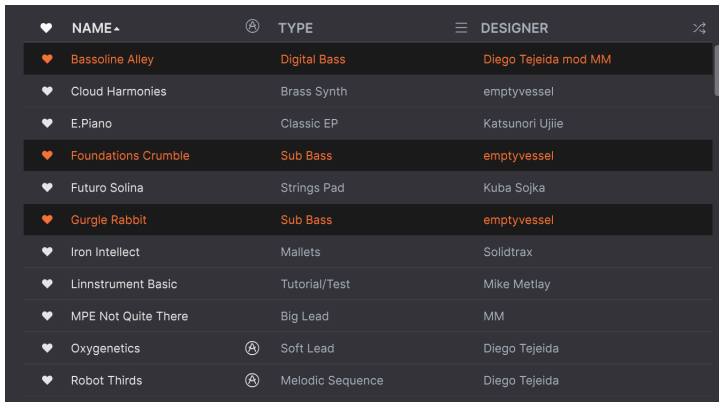 NAME TYPE DESIGNER
Bassoline Alley Digital Bass Diego Tejeida mod MM
Cloud Harmonies Brass Synth emptyvessel
E.Piano Classic EP Katsunori Ujiie
Foundations Crumble Sub Bass emptyvessel
Futuro Solina Strings Pad Kuba Sojka
Gurgle Rabbit Sub Bass emptyvessel
Iron Intellect Mallets Solidtrax
Linnstrument Basic Tutorial/Test Mike Metlay
MPE Not Quite There Big Lead MM
Oxygenetics Soft Lead Diego Tejeida
Robot Thirds Melodic Sequence Diego Tejeida